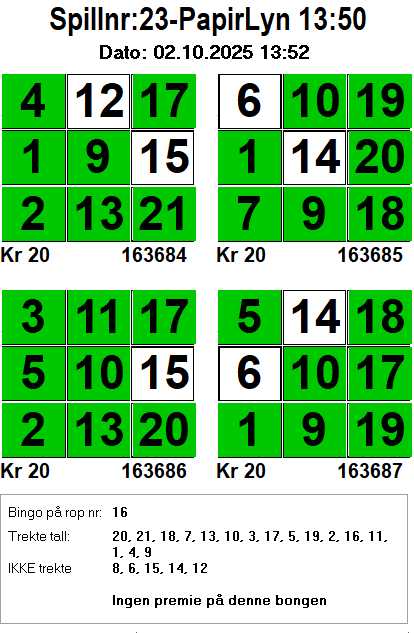 Spillnr:23-PapirLyn 13:50
Dato: 02.10.2025 13:52
4 12 17
1 9 15
2 13 21
Kr 20 163684
6 10 19
1 14 20
7 9 18
Kr 20 163685
3 11 17
5 10 15
2 13 20
Kr 20 163686
5 14 18
6 10 17
1 9 19
Kr 20 163687
Bingo på rop nr: 16
Trekte tall: 20, 21, 18, 7, 13, 10, 3, 17, 5, 19, 2, 16, 11,
1, 4, 9
IKKE trekte 8, 6, 15, 14, 12
Ingen premie på denne bongen